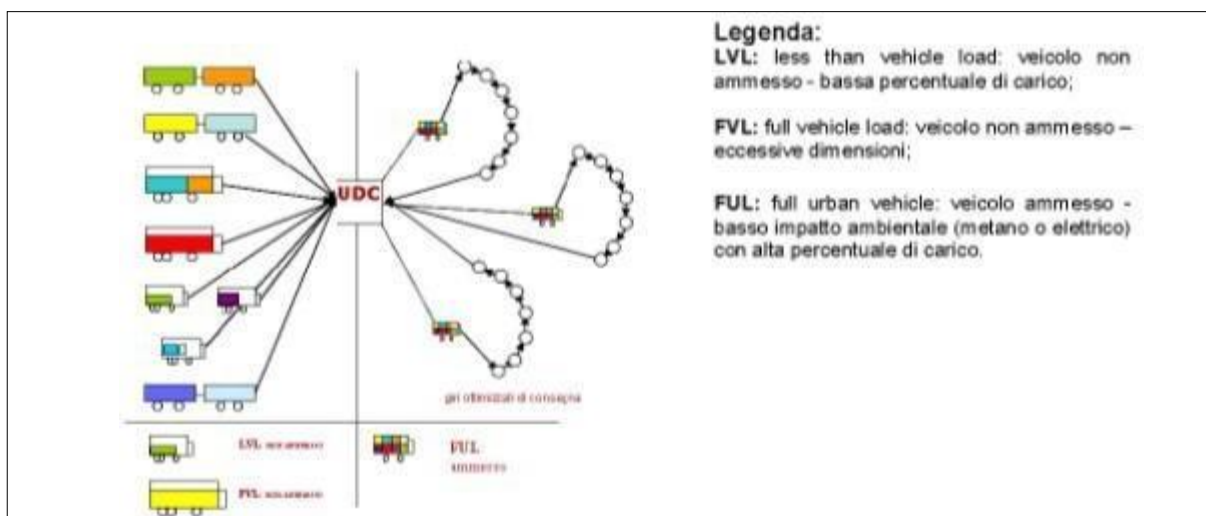 Legenda:
LVL: less than vehicle load: veicolo non
ammesso - bassa percentuale di carico;
FVL: full vehicle load: veicolo non ammesso –
eccessive dimensioni;
FUL: full urban vehicle: veicolo ammesso -
basso impatto ambientale (metano o elettrico)
con alta percentuale di carico.
UDC
giri ottimizzati di consegna
LVL non ammesso
FUL
ammesso
FVL non ammesso